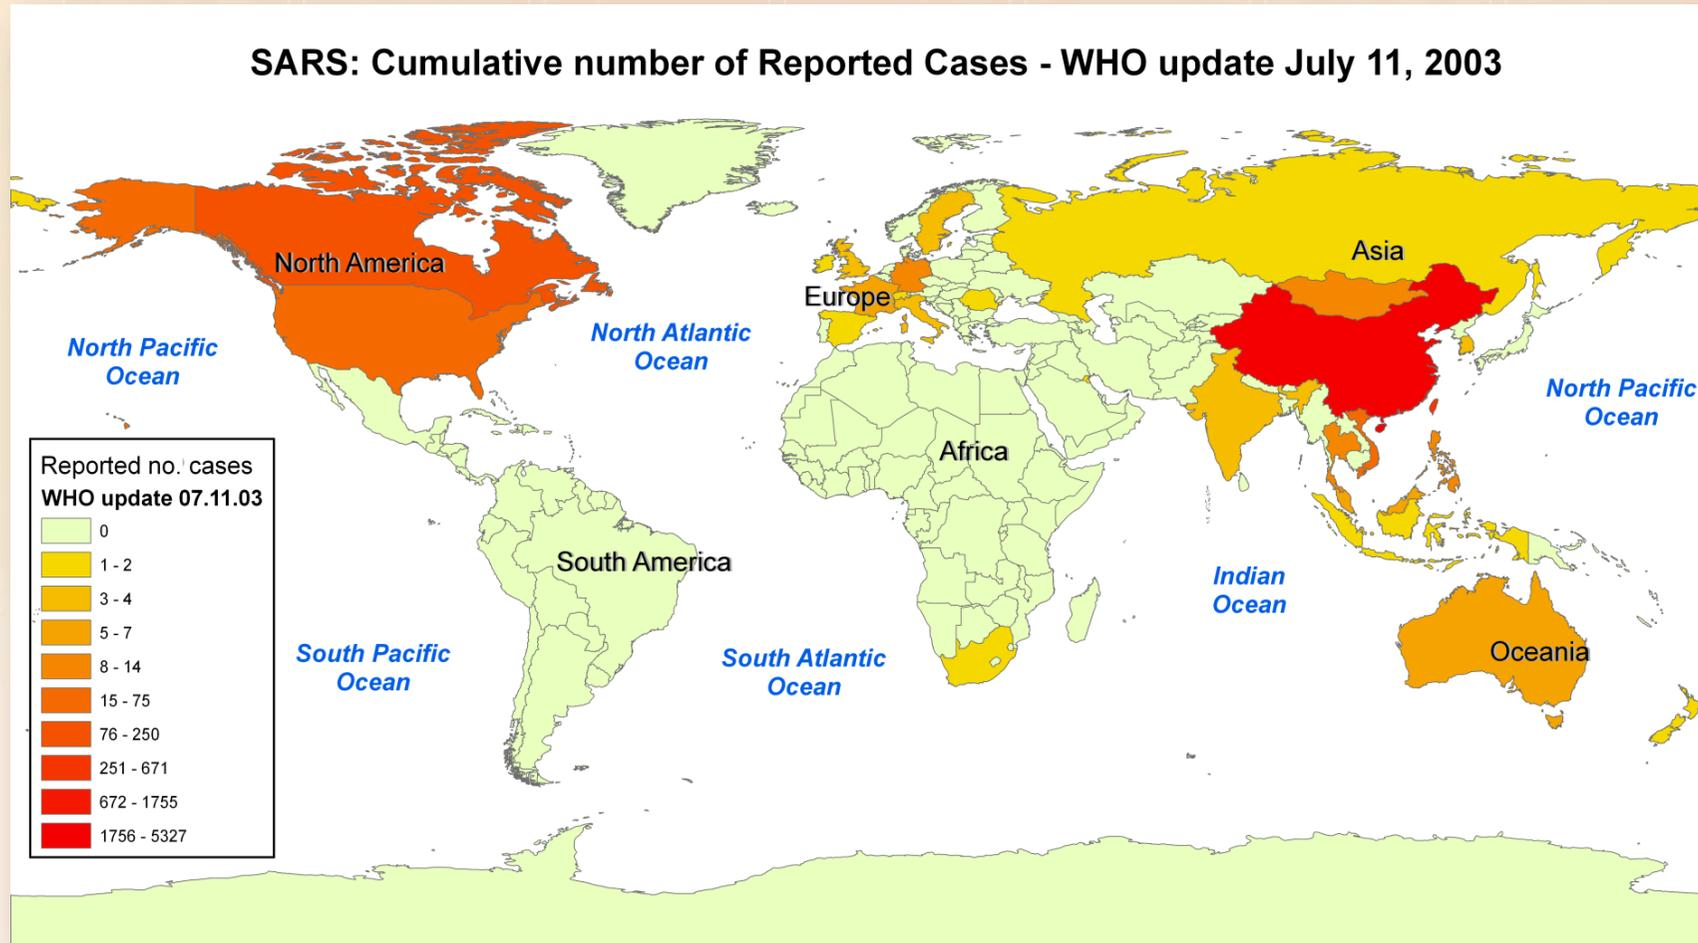 SARS: Cumulative number of Reported Cases - WHO update July 11, 2003
North America
Asia
Europe
North Pacific
Ocean
North Atlantic
Ocean
North Pacific
Ocean
Africa
South America
Indian
Ocean
South Pacific
Ocean
South Atlantic
Ocean
Oceania
Reported no. cases
WHO update 07.11.03
0
1 - 2
3 - 4
5 - 7
8 - 14
15 - 75
76 - 250
251 - 671
672 - 1755
1756 - 5327